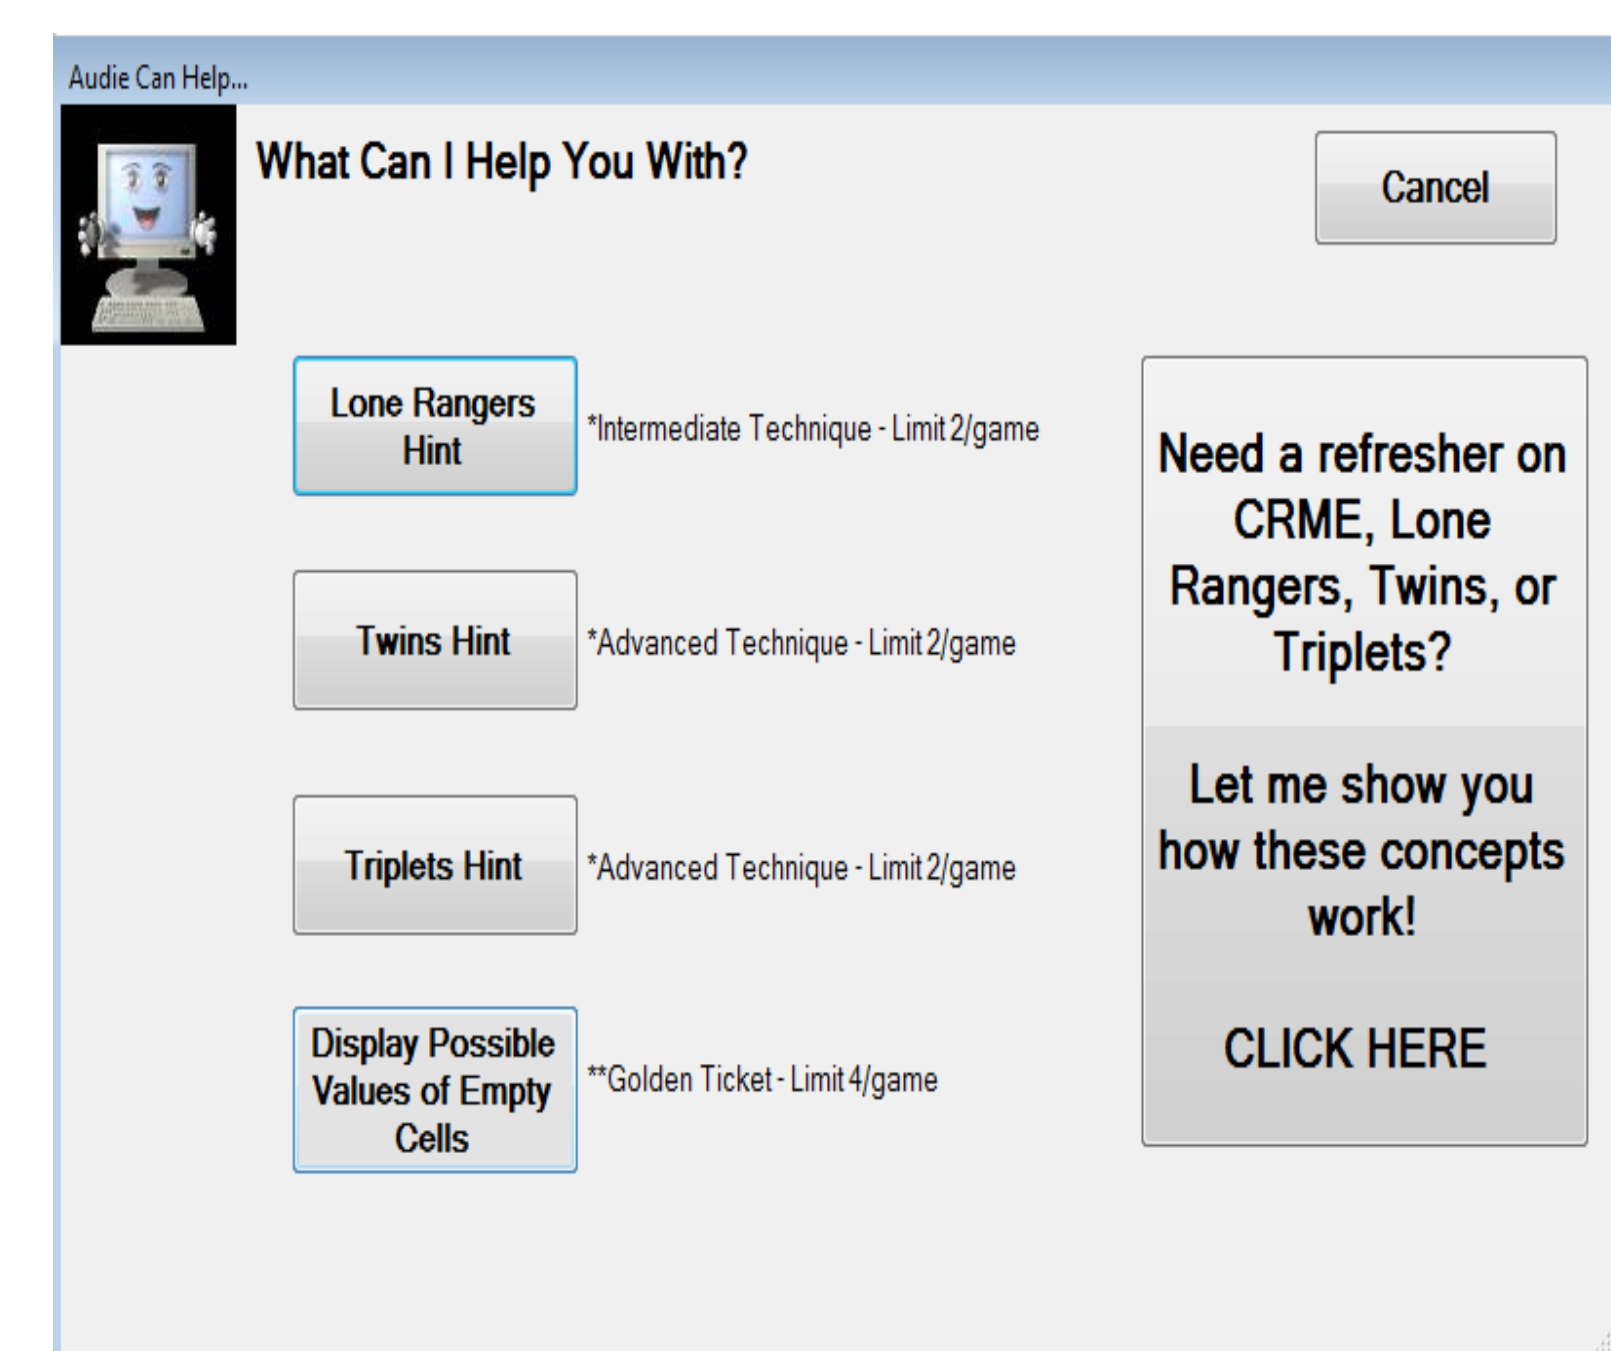 Audie Can Help...
What Can I Help You With?
Cancel
Lone Rangers
Hint
*Intermediate Technique - Limit 2/game
Twins Hint
*Advanced Technique - Limit 2/game
Triplets Hint
*Advanced Technique - Limit 2/game
Display Possible
Values of Empty
Cells
**Golden Ticket - Limit 4/game
Need a refresher on
CRME, Lone
Rangers, Twins, or
Triplets?
Let me show you
how these concepts
work!
CLICK HERE